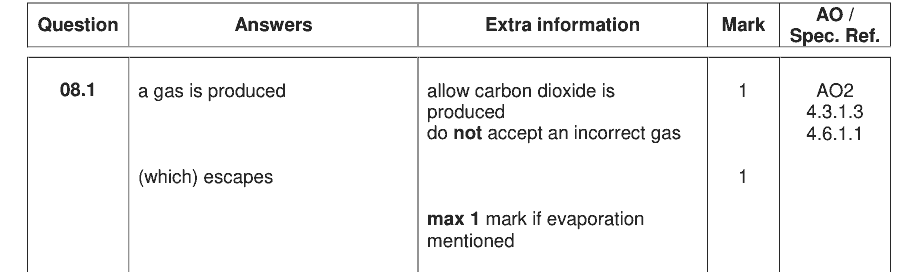 Question Answers Extra information Mark AO /
Spec. Ref.
08.1 a gas is produced allow carbon dioxide is 1 AO2
produced 4.3.1.3
do not accept an incorrect gas 4.6.1.1
(which) escapes 1
max 1 mark if evaporation
mentioned